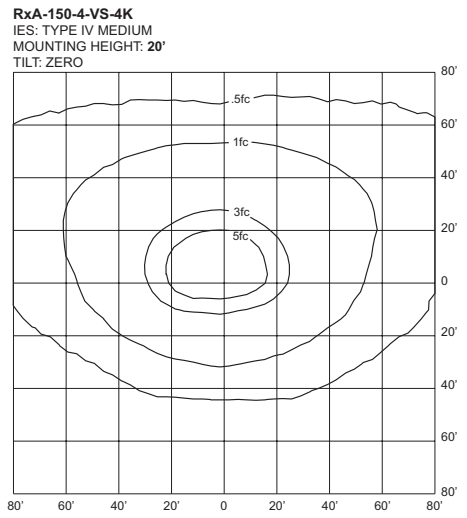 RxA-150-4-VS-4K
IES: TYPE IV MEDIUM
MOUNTING HEIGHT: 20'
TILT: ZERO
80'
.5fc
60'
1fc
40'
3fc
20'
5fc
0
20'
40'
60'
80'
80' 60' 40' 20' 0 20' 40' 60' 80'